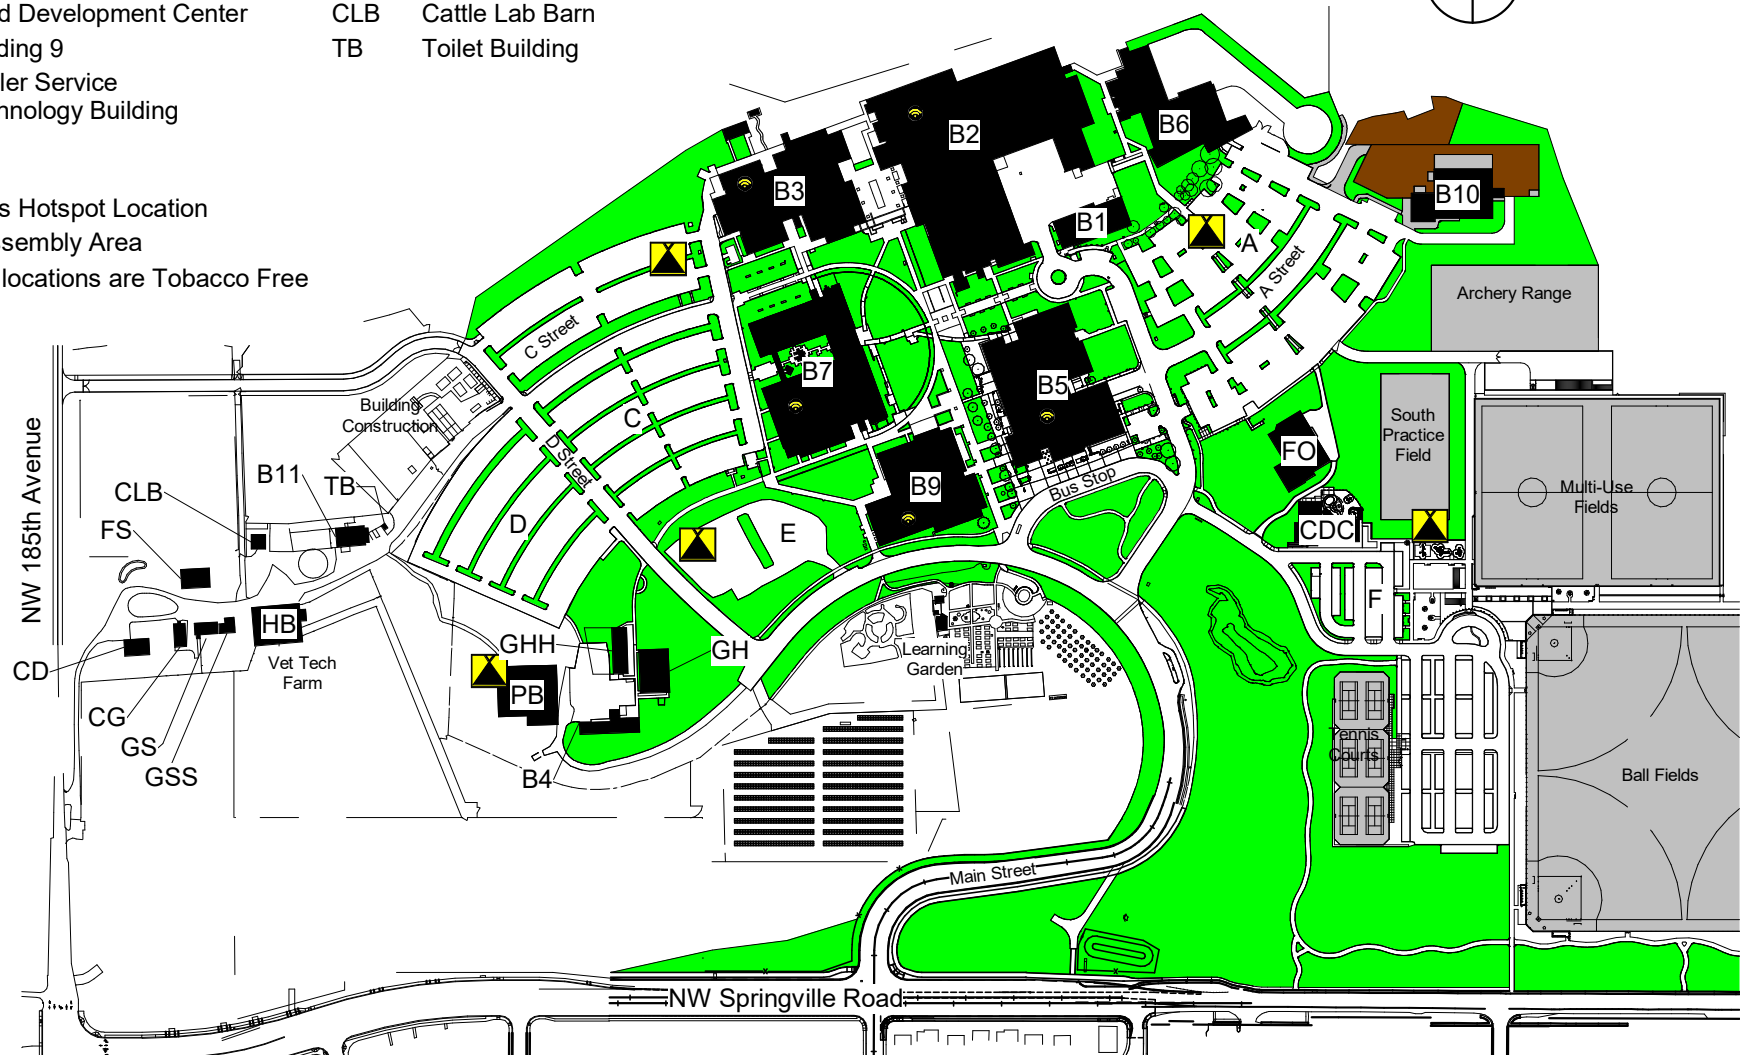 d Development Center
CLB Cattle Lab Barn
ding 9
TB Toilet Building
ler Service
nnology Building
s Hotspot Location
ssembly Area
locations are Tobacco Free
B2
B6
B3
B10
B1
A
A Street
Archery Range
C Street
B7
B5
Building
Construction
C
South
Practice
Field
NW 185th Avenue
D Street
FO
B11
TB
CLB
B9
Bus Stop
Multi-Use
Fields
FS
D
E
CDC
F
HB
GHH
GH
Learning
Garden
Vet Tech
Farm
CD
PB
CG
GS
GSS
B4
Tennis
Courts
Ball Fields
Main Street
NW Springville Road